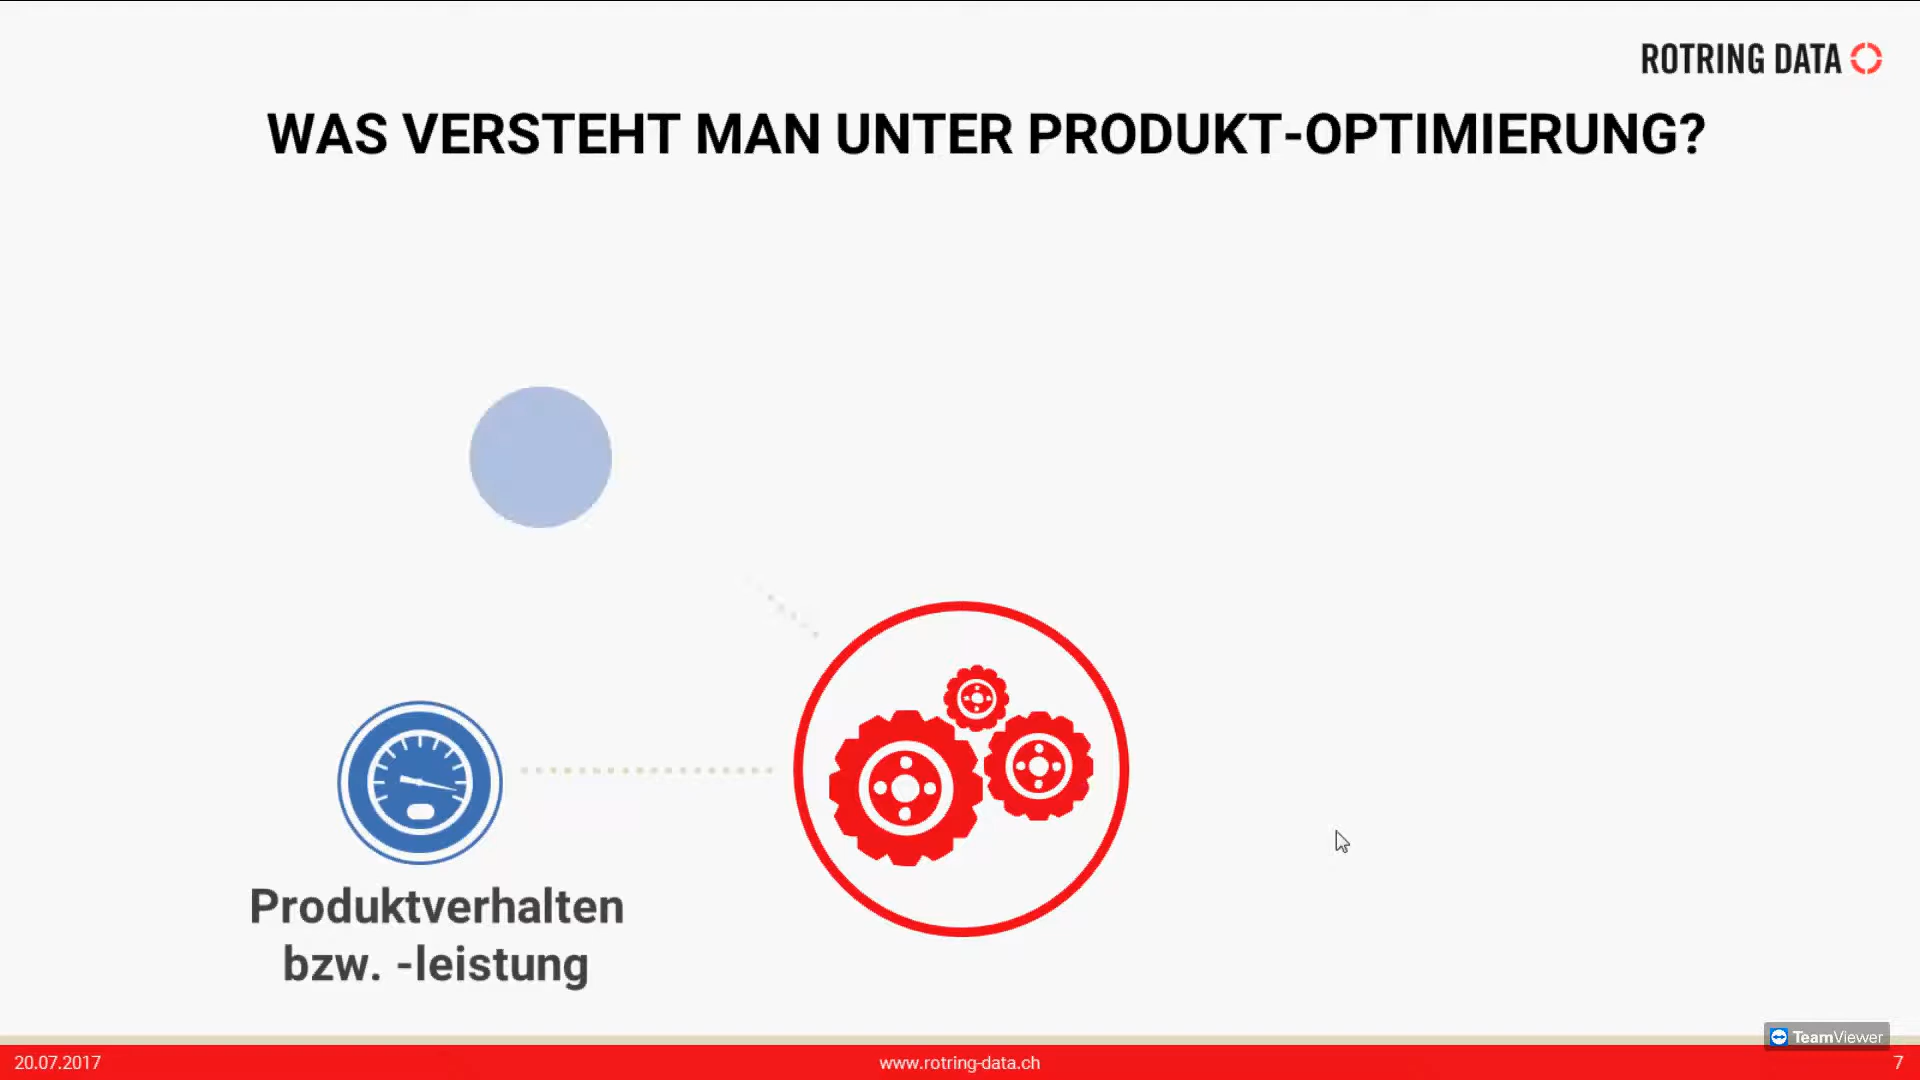 ROTRING DATA
WAS VERSTEHT MAN UNTER PRODUKT-OPTIMIERUNG?
Produktverhalten
bzw. -leistung
TeamViewer
20.07.2017
www.rotring-data.ch
7